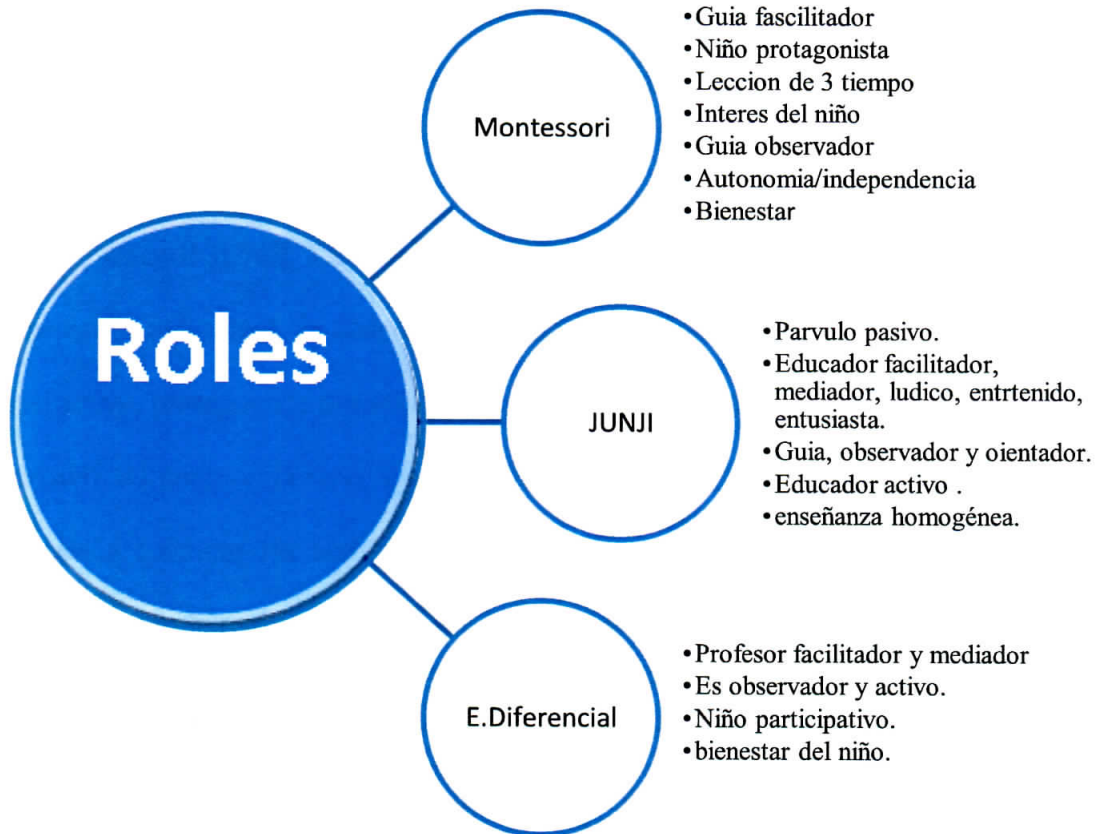 Roles
Montessori
•Guia fascilitador
•Niño protagonista
•Leccion de 3 tiempo
•Interes del niño
•Guia observador
•Autonomia/independencia
•Bienestar
JUNJI
•Parvulo pasivo.
•Educador facilitador,
mediador, ludico, entrtenido,
entusiasta.
•Guia, observador y oientador.
•Educador activo .
•enseñanza homogénea.
E.Diferencial
•Profesor facilitador y mediador
•Es observador y activo.
•Niño participativo.
•bienestar del niño.